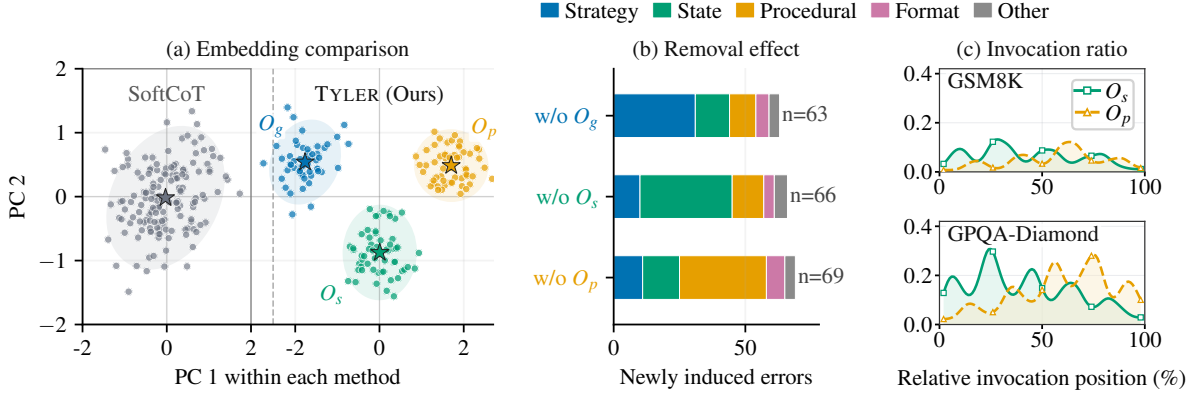 Strategy State Procedural Format Other
(a) Embedding comparison
(b) Removal effect
(c) Invocation ratio
SoftCoT
TYLER (Ours)
O_g
O_p
O_s
PC 2
2
1
0
−1
−2
-2
0
2
-2
0
2
PC 1 within each method
w/o O_g
n=63
w/o O_s
n=66
w/o O_p
n=69
0
50
Newly induced errors
GSM8K
O_s
O_p
0.4
0.2
0.0
0
50
100
GPQA-Diamond
0.4
0.2
0.0
0
50
100
Relative invocation position (%)